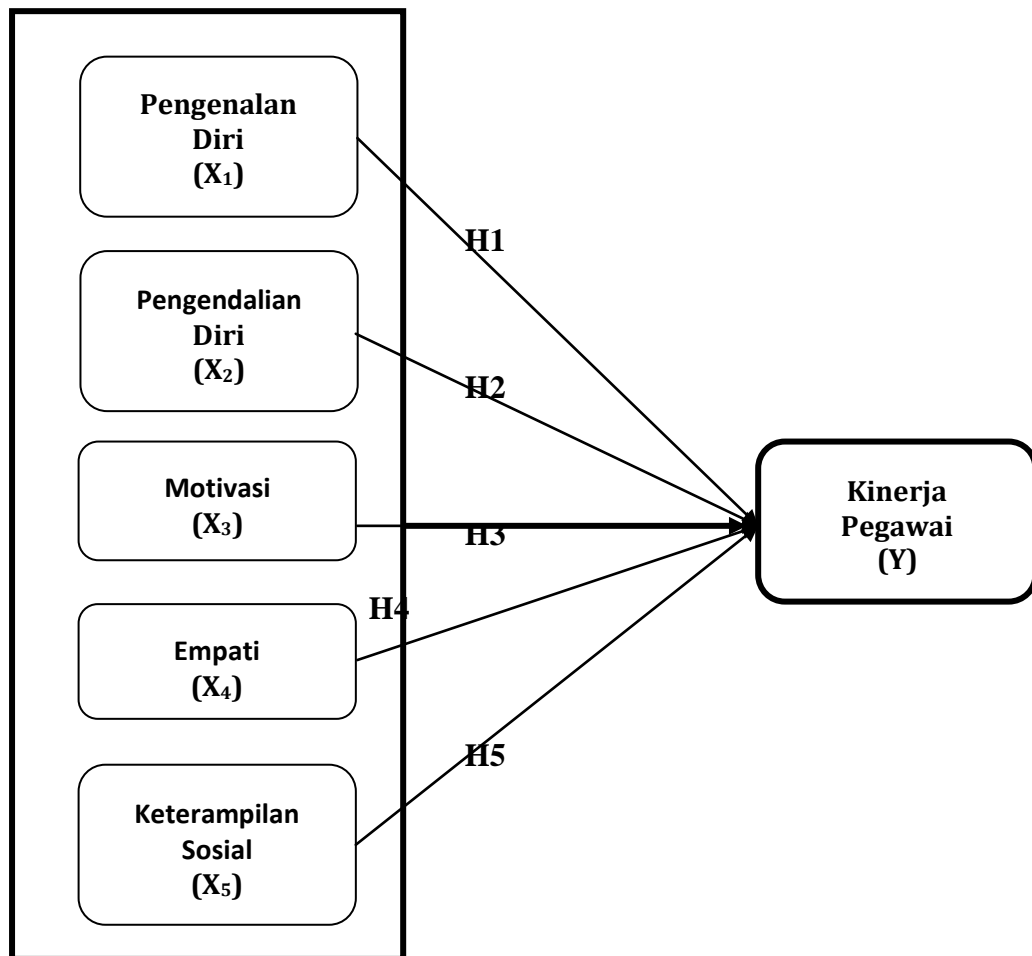 Pengenalan
Diri
(X₁)
H1
Pengendalian
Diri
(X₂)
H2
Motivasi
(X₃)
H3
Kinerja
Pegawai
(Y)
H4
Empati
(X₄)
H5
Keterampilan
Sosial
(X₅)